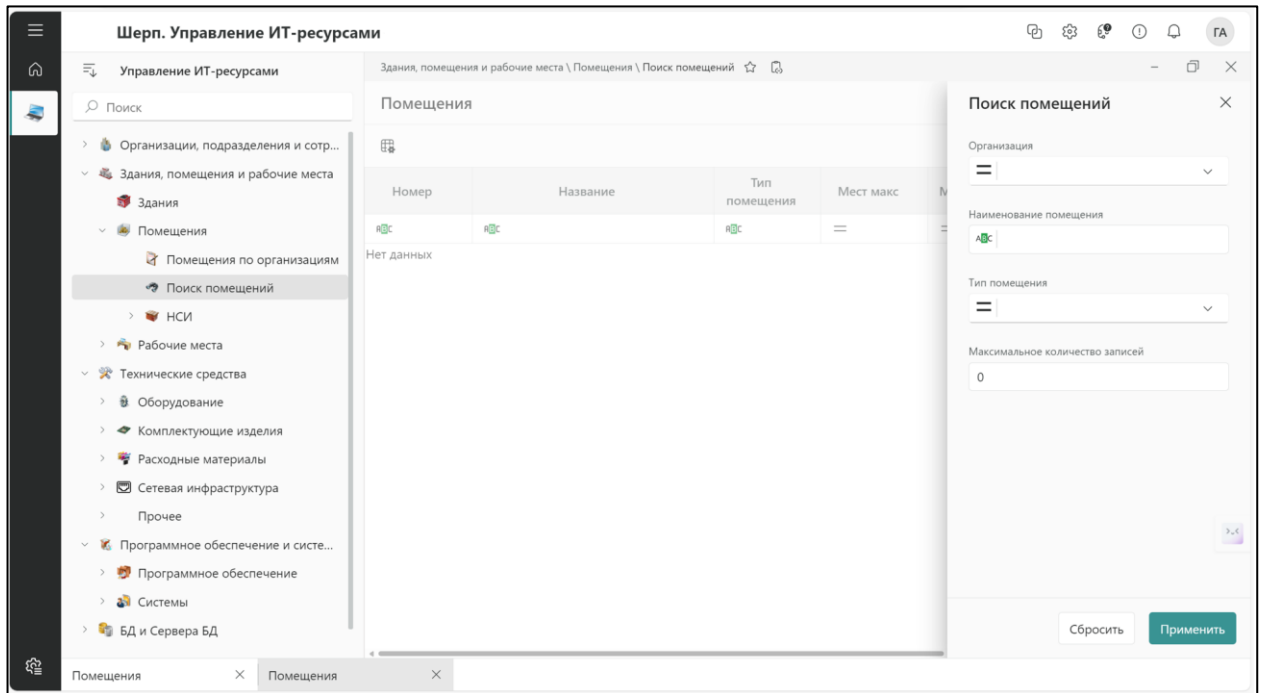 Шерп. Управление ИТ-ресурсами
ГА
Управление ИТ-ресурсами
Поиск
Организации, подразделения и сотр...
Здания, помещения и рабочие места
Здания
Помещения
Помещения по организациям
Поиск помещений
НСИ
Рабочие места
Технические средства
Оборудование
Комплектующие изделия
Расходные материалы
Сетевая инфраструктура
Прочее
Программное обеспечение и систе...
Программное обеспечение
Системы
БД и Сервера БД
Здания, помещения и рабочие места \ Помещения \ Поиск помещений
Помещения
Номер
Название
Тип
помещения
Мест макс
М
ABC
ABC
ABC
Нет данных
Поиск помещений
Организация
Наименование помещения
ABC
Тип помещения
Максимальное количество записей
0
Сбросить
Применить
Помещения
Помещения